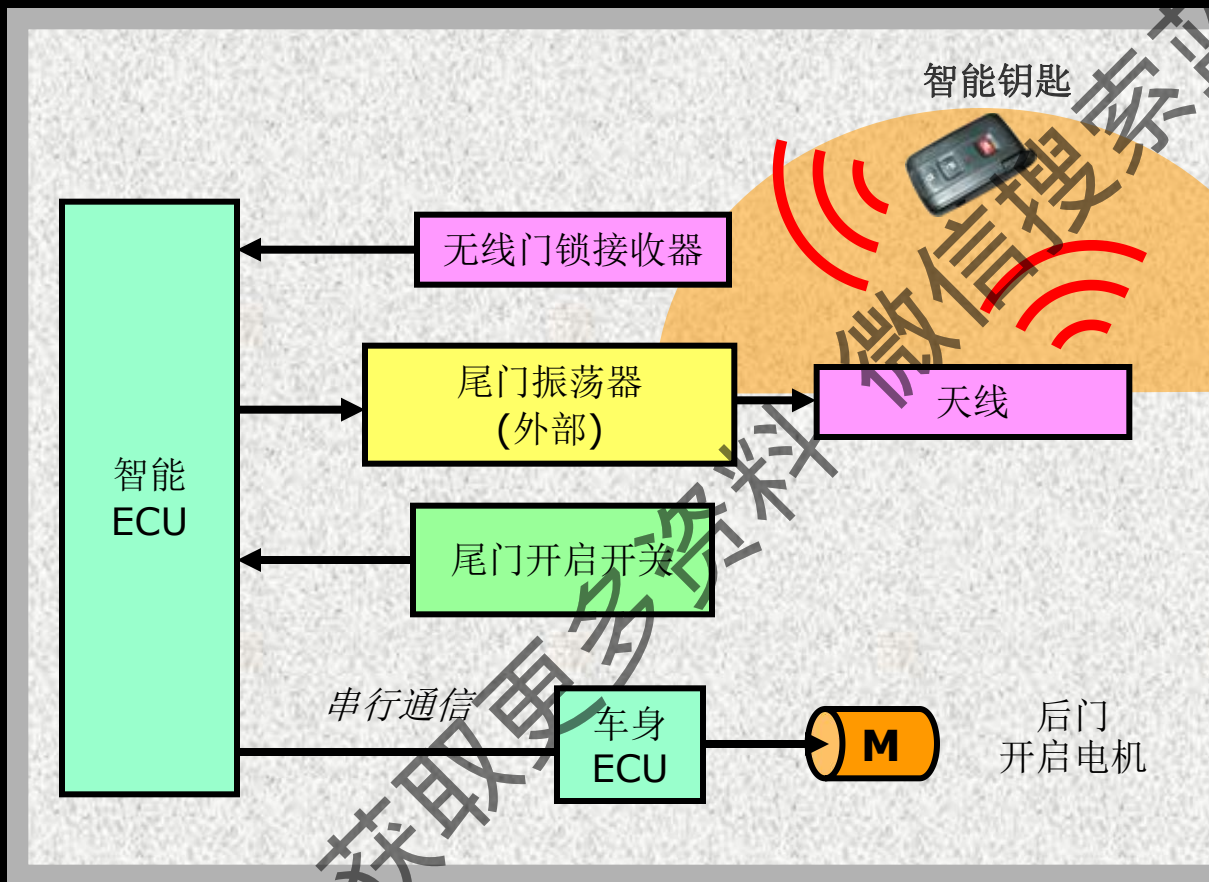 智能钥匙
无线门锁接收器
尾门振荡器
(外部)
天线
智能
ECU
尾门开启开关
串行通信
车身
ECU
M
后门
开启电机
获取更多资料 微信搜索蓝